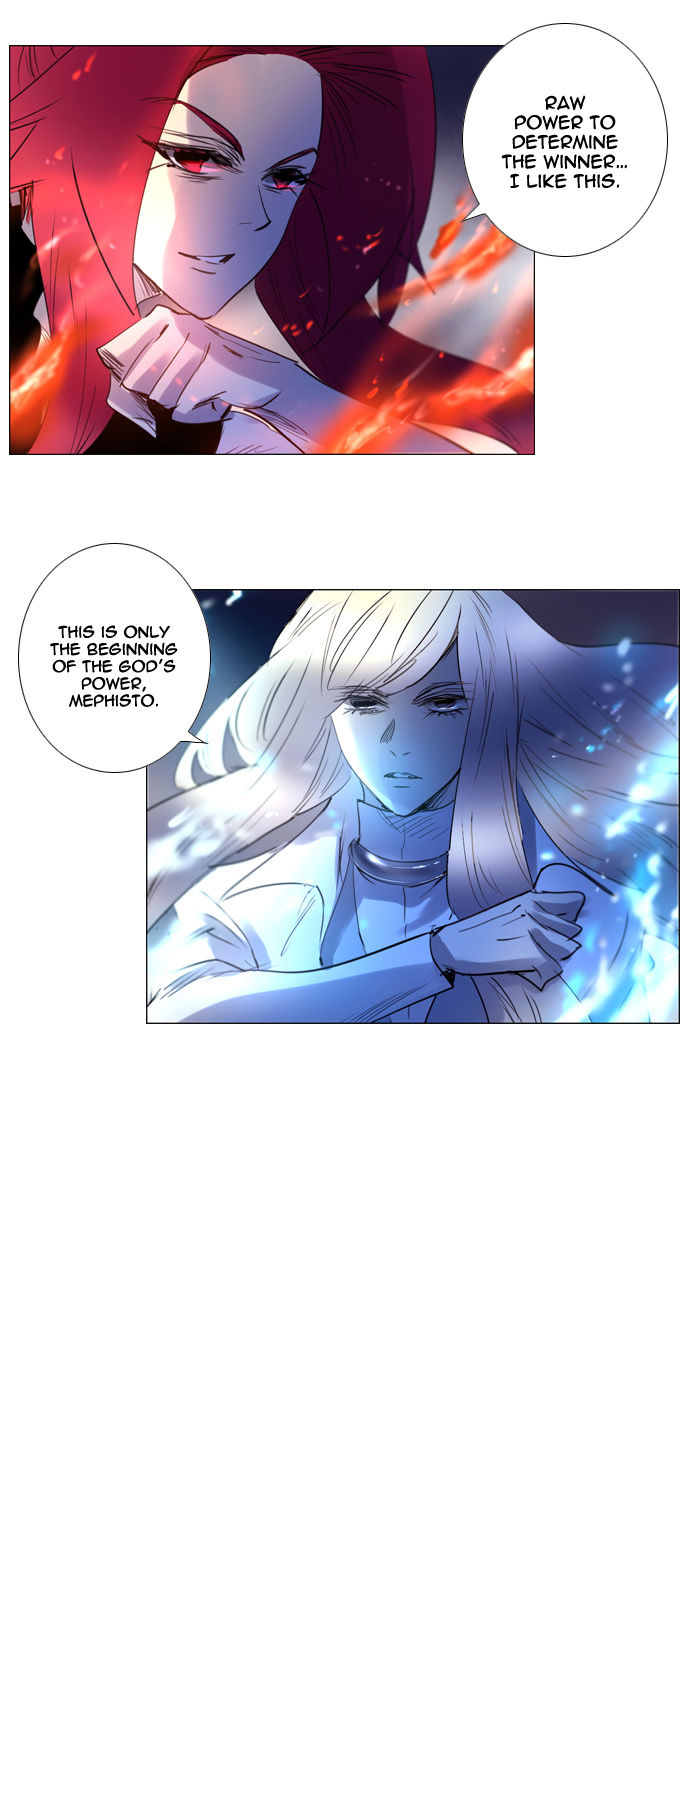 RAW
POWER TO
DETERMINE
THE WINNER...
I LIKE THIS.
THIS IS ONLY
THE BEGINNING
OF THE GOD'S
POWER,
MEPHISTO.